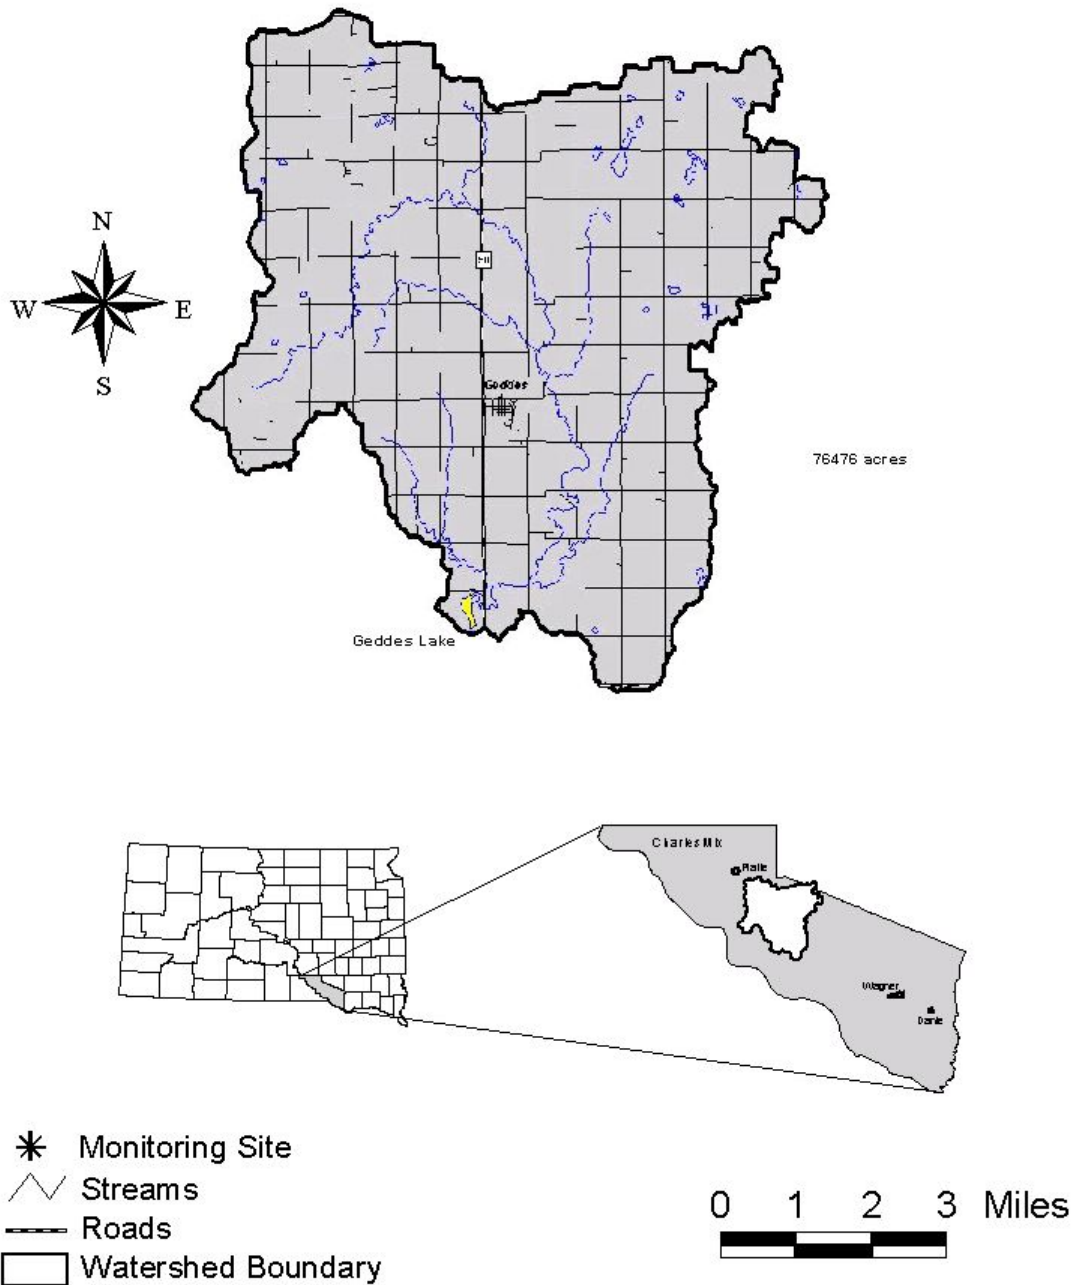 N
W E
S
50
Geddes
76476 acres
Geddes Lake
Charles Mix
Platte
Wagner
Dante
Monitoring Site
Streams
Roads
Watershed Boundary
0 1 2 3 Miles